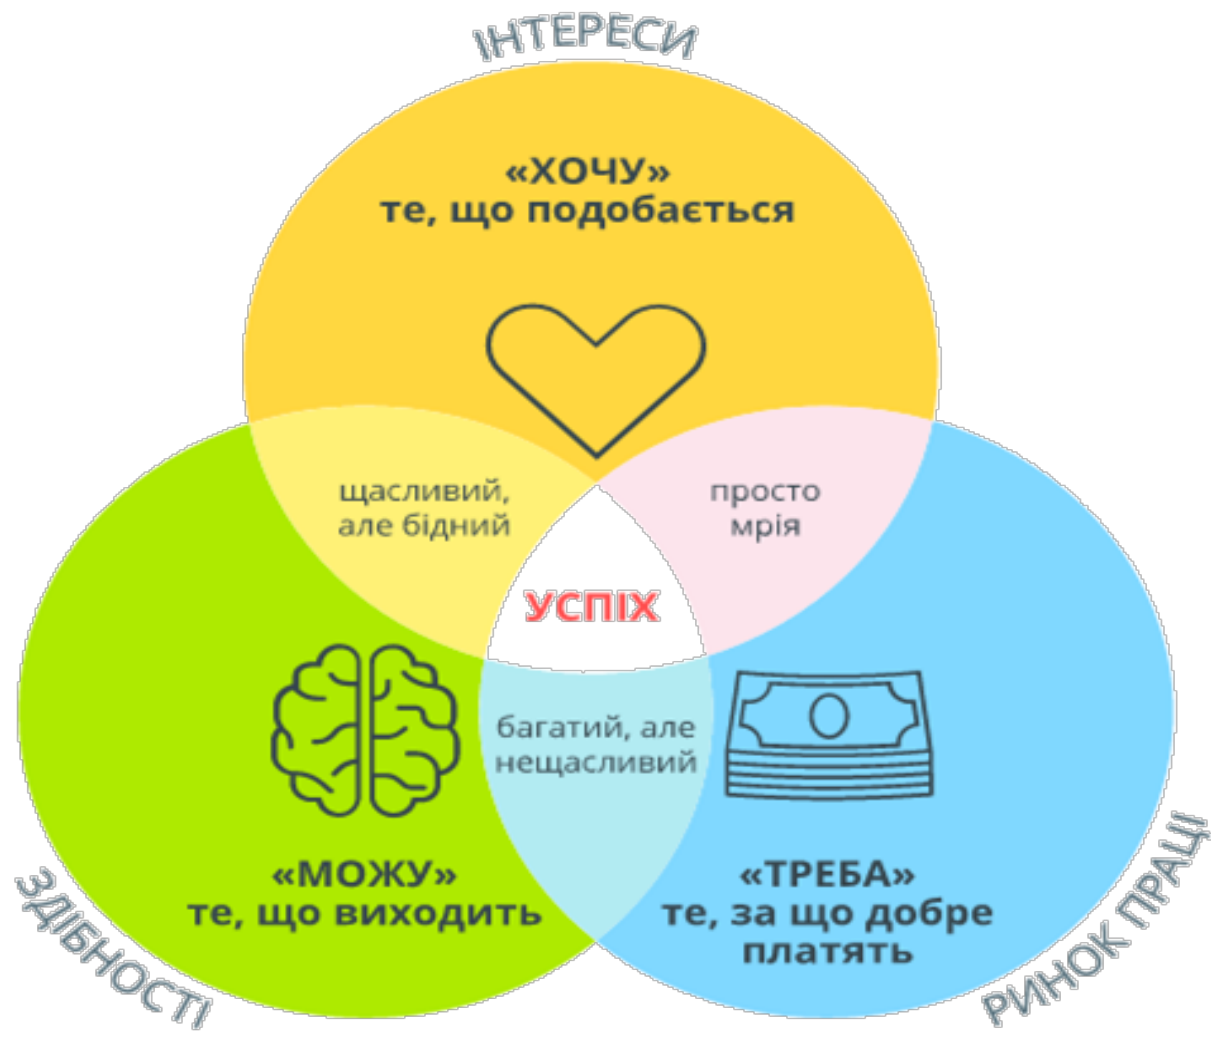 ІНТЕРЕСИ
«ХОЧУ»
те, що подобається
щасливий,
але бідний
просто
мрія
УСПІХ
багатий, але
нещасливий
«МОЖУ»
те, що виходить
«ТРЕБА»
те, за що добре
платять
ЗДІБНОСТІ
РИНОК ПРАЦІ